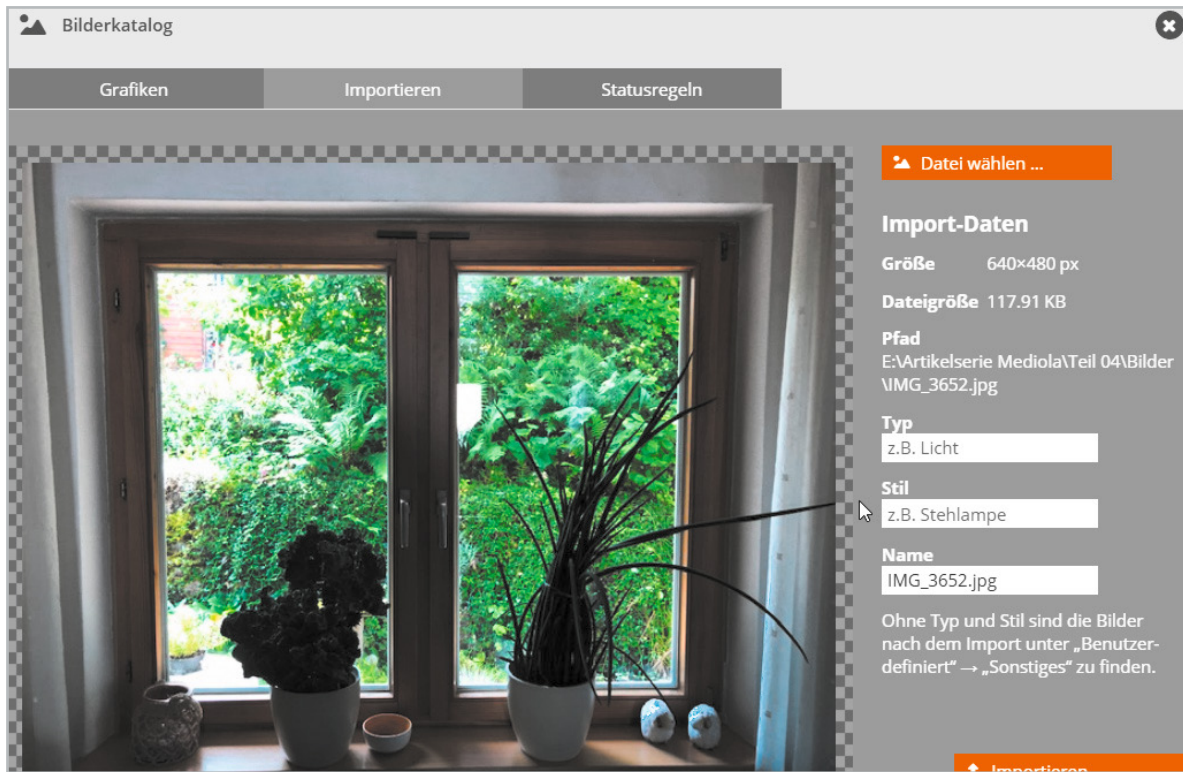 Bilderkatalog
Grafiken
Importieren
Statusregeln
Datei wählen ...
Import-Daten
Größe 640×480 px
Dateigröße 117.91 KB
Pfad
E:\Artikelserie Mediola\Teil 04\Bilder
\IMG_3652.jpg
Typ
z.B. Licht
Stil
z.B. Stehlampe
Name
IMG_3652.jpg
Ohne Typ und Stil sind die Bilder
nach dem Import unter „Benutzer-
definiert“ → „Sonstiges“ zu finden.
Importieren